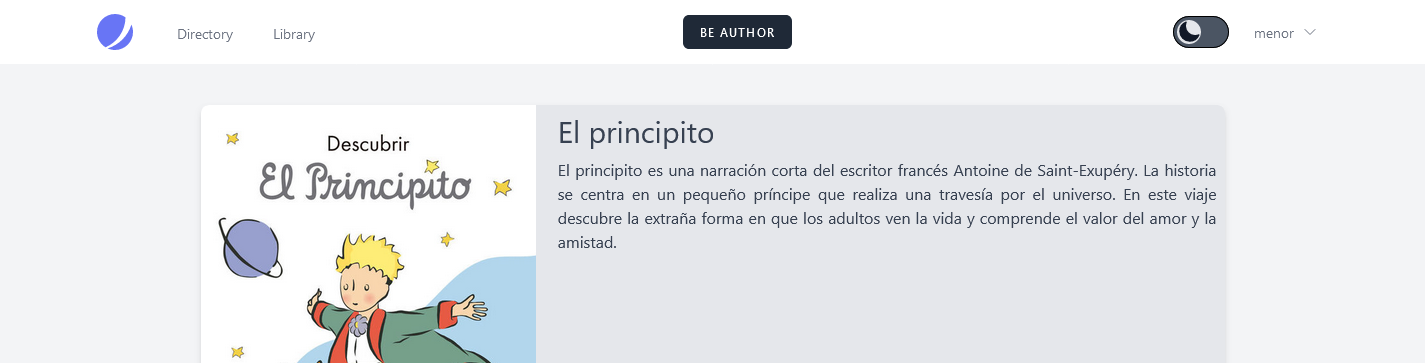 Directory
Library
BE AUTHOR
menor
Descubrir
El Principito
El principito
El principito es una narración corta del escritor francés Antoine de Saint-Exupéry. La historia
se centra en un pequeño príncipe que realiza una travesía por el universo. En este viaje
descubre la extraña forma en que los adultos ven la vida y comprende el valor del amor y la
amistad.